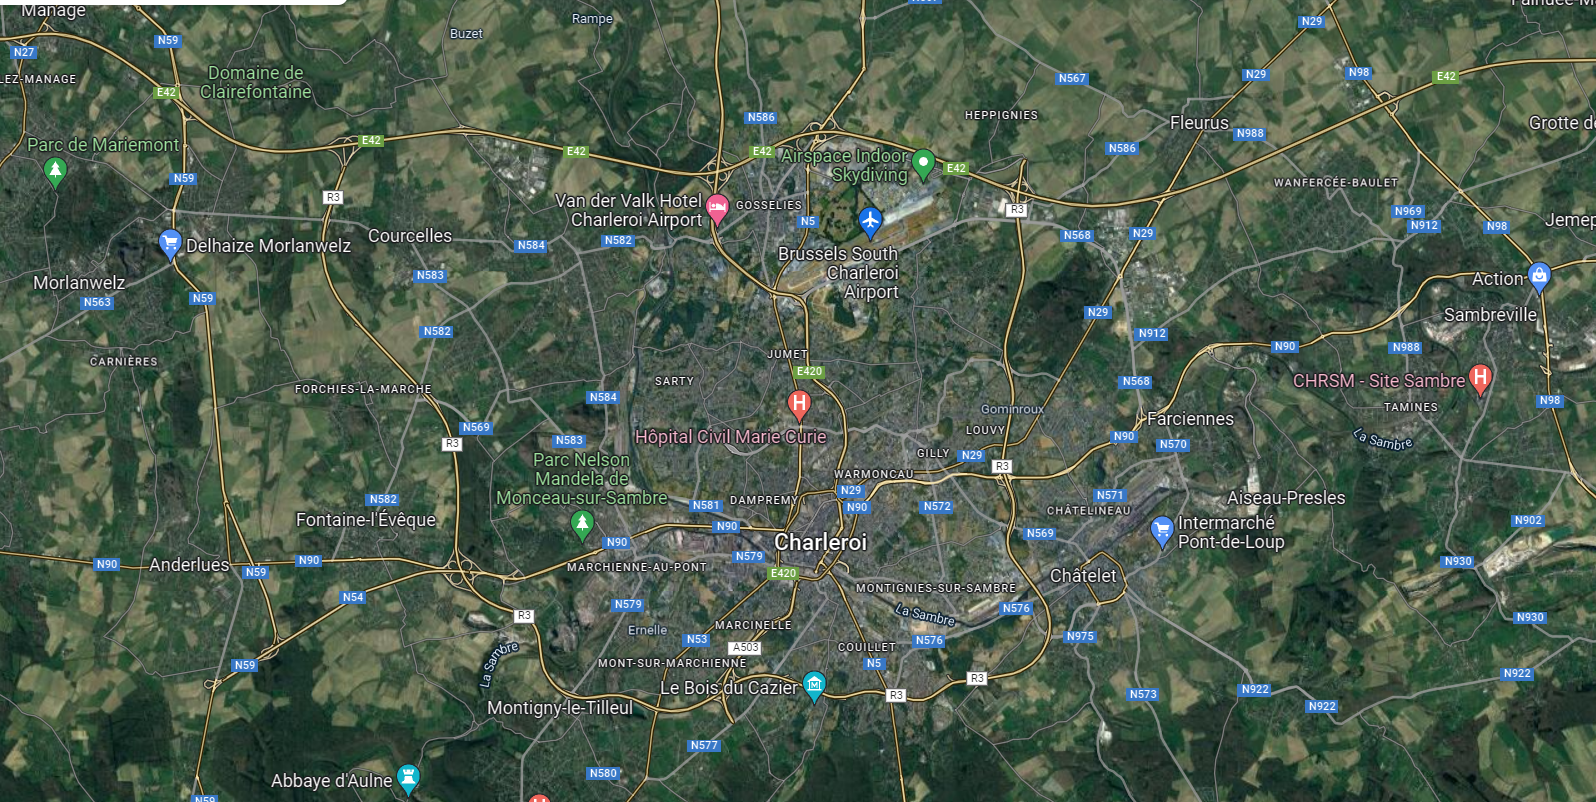 Manage
Rampe
N29
N59
Buzet
N27
Domaine de
Clairefontaine
N567
N29
N98
E42
LEZ-MANAGE
E42
N586
HEPPIGNIES
Fleurus
Grotte de
Parc de Mariemont
E42
E42
E42
Airspace Indoor
Skydiving
E42
N586
N988
N59
R3
Van der Valk Hotel
Charleroi Airport
GOSSELIES
N5
R3
WANFERCÉE-BAULET
N969
N912
N98
Jemep
Delhaize Morlanwelz
Courcelles
N584
N582
N568
N29
Brussels South
Charleroi
Airport
Morlanwelz
N563
N59
N583
Action
Sambreville
N29
N912
N582
CARNIÈRES
JUMET
N90
N988
E420
SARTY
FORCHIES-LA-MARCHE
N584
N568
CHRSM - Site Sambre
TAMINES
N98
Gominroux
Farciennes
N569
R3
N583
Hôpital Civil Marie Curie
LOUVY
N90
N570
La Sambre
Parc Nelson
Mandela de
Monceau-sur-Sambre
GILLY
N29
R3
WARMONCAU
N29
N582
N581
DAMPREMY
N90
N572
N571
CHÂTELINEAU
Aiseau-Presles
Fontaine-l'Évêque
N90
N569
Intermarché
Pont-de-Loup
N902
N90
Charleroi
N90
Anderlues
N59
N90
MARCHIENNE-AU-PONT
N579
E420
Châtelet
N930
N54
R3
N579
MONTIGNIES-SUR-SAMBRE
La Sambre
N576
N930
Ernelle
N53
MARCINELLE
A503
COUILLET
N576
N975
La Sambre
N59
MONT-SUR-MARCHIENNE
N5
Le Bois du Cazier
R3
R3
N573
N922
N922
N922
Montigny-le-Tilleul
N577
Abbaye d'Aulne
N580
N59